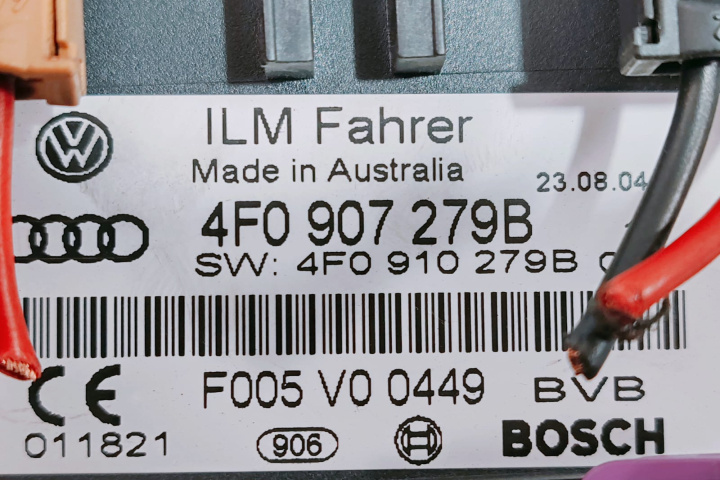 ILM Fahrer
Made in Australia
23.08.04
4F0 907 279B
SW: 4F0 910 279B
F005 V0 0449 BVB
CE
011821
906
BOSCH